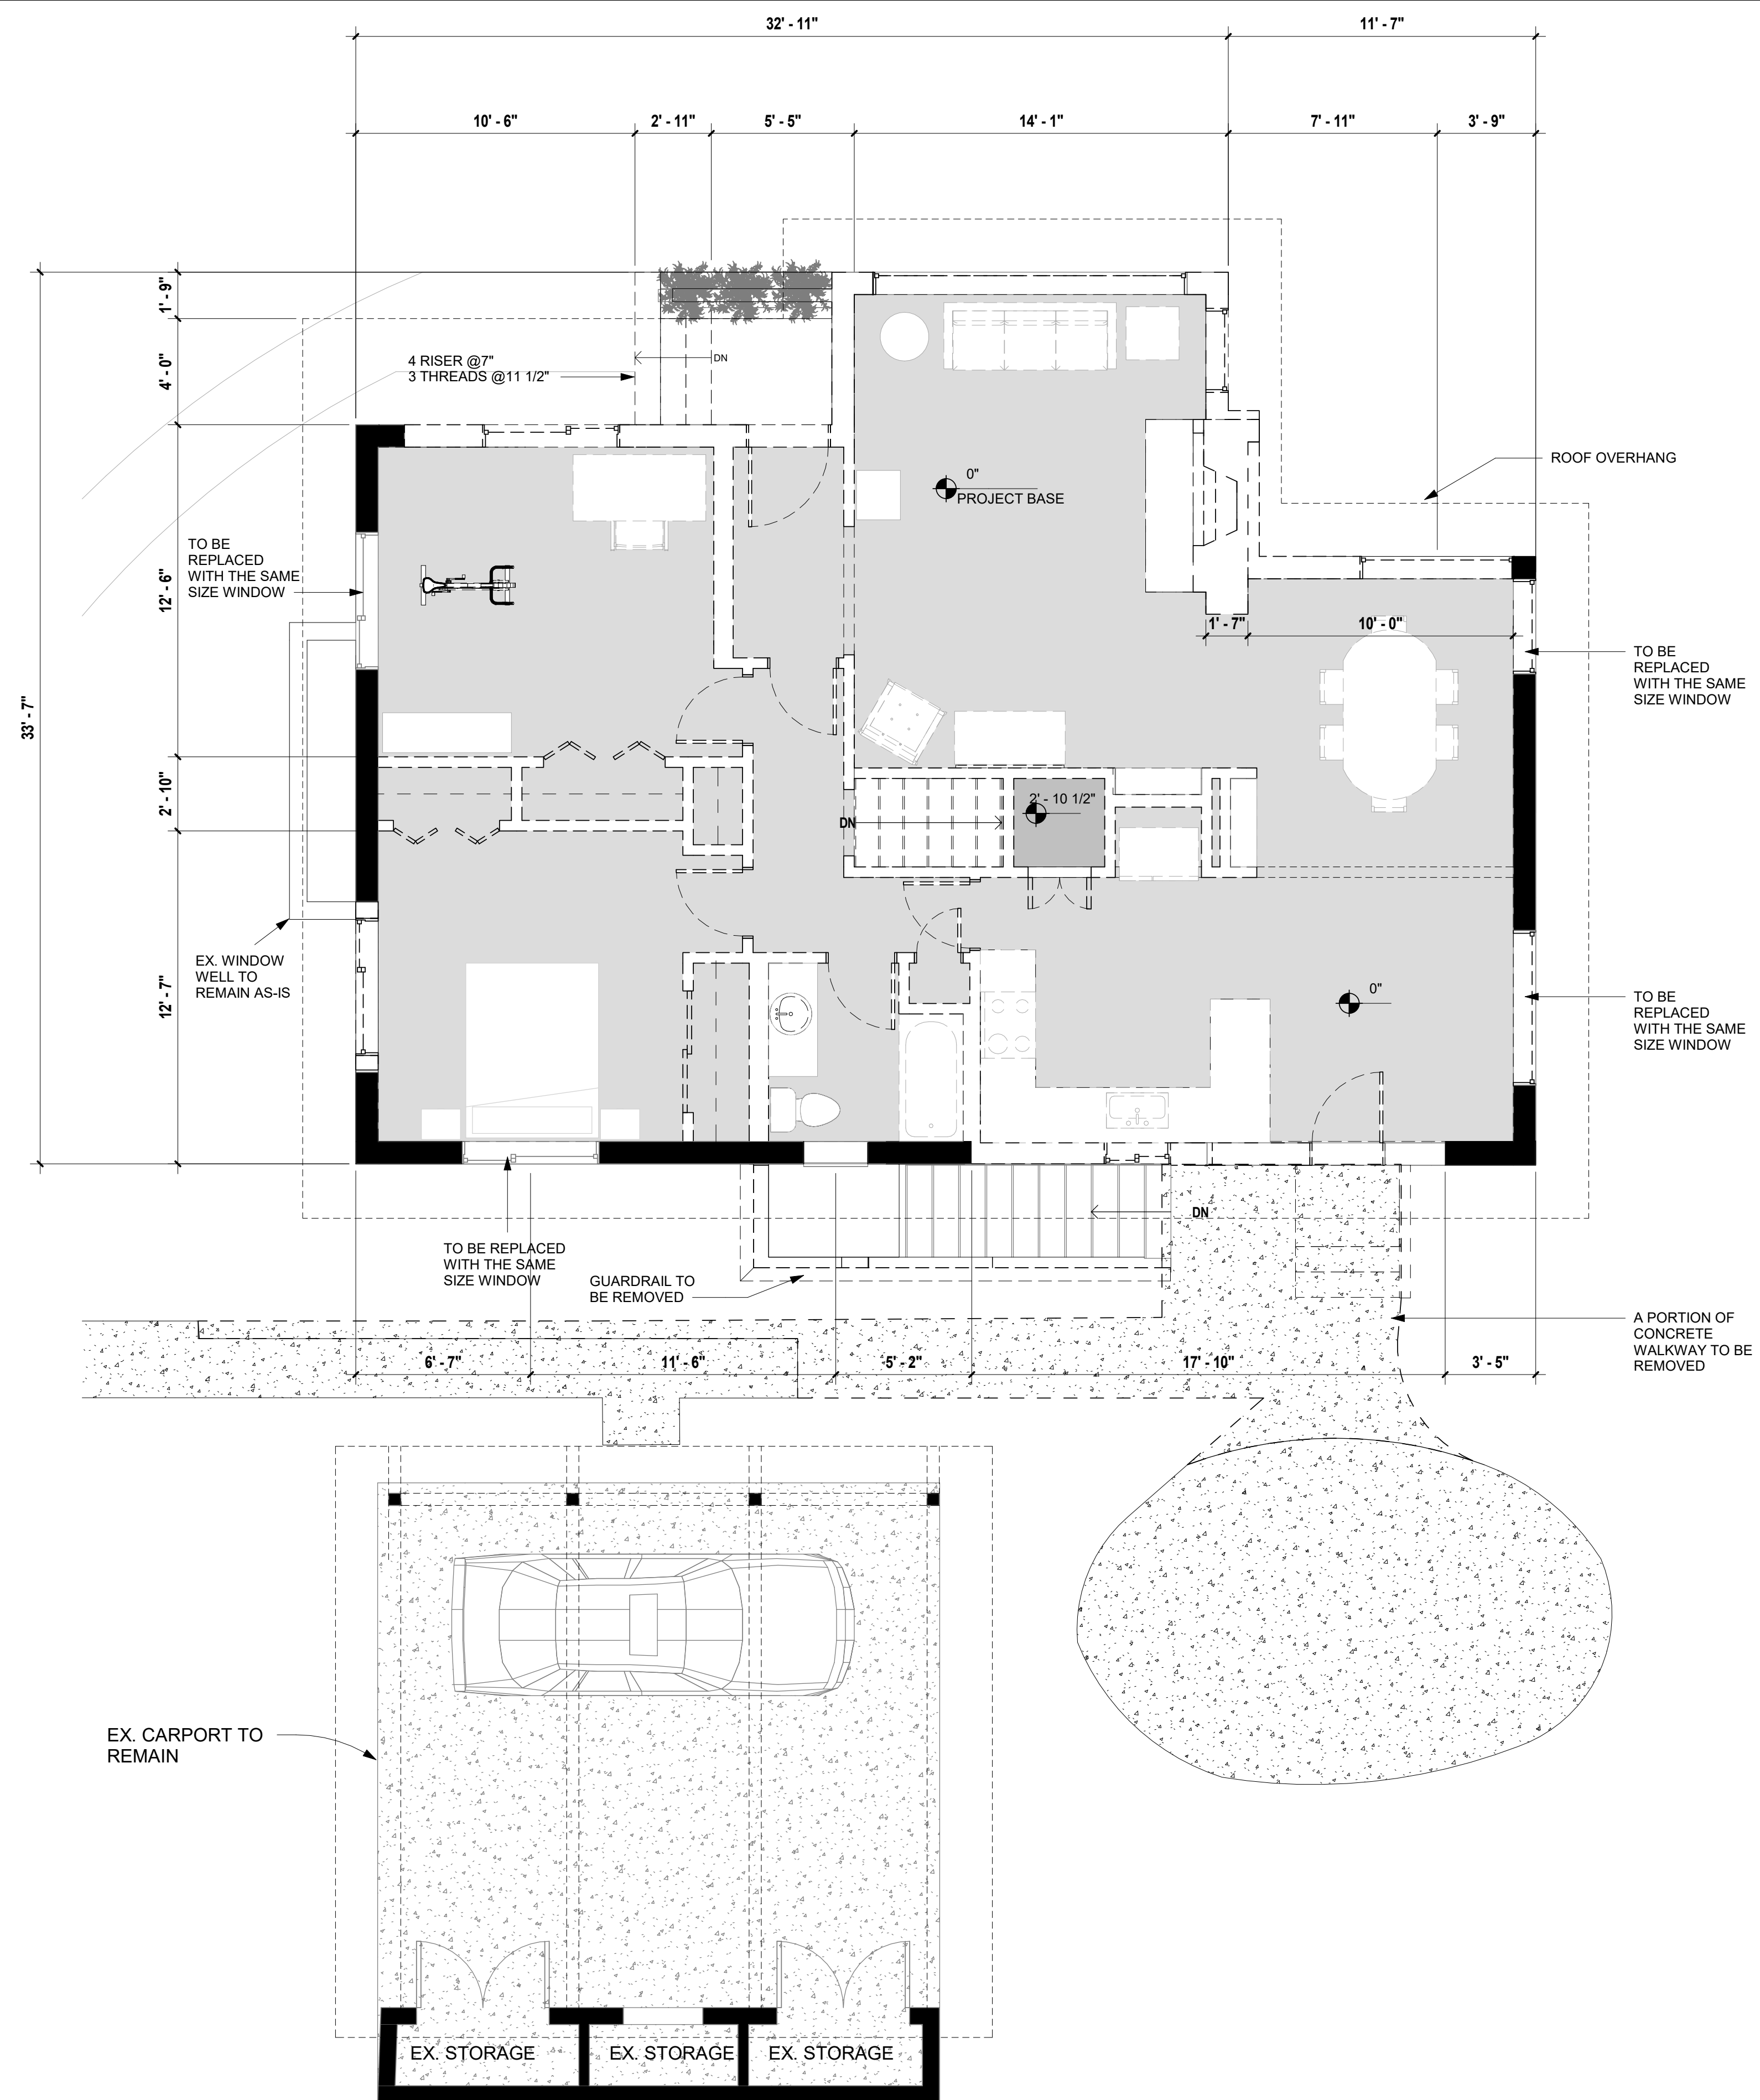 32' - 11"
11' - 7"
10' - 6"
2' - 11"
5' - 5"
14' - 1"
7' - 11"
3' - 9"
1' - 9"
4' - 0"
12' - 6"
2' - 10"
12' - 7"
33' - 7"
4 RISER @7"
3 THREADS @11 1/2"
DN
0"
PROJECT BASE
ROOF OVERHANG
TO BE
REPLACED
WITH THE SAME
SIZE WINDOW
1' - 7"
10' - 0"
TO BE
REPLACED
WITH THE SAME
SIZE WINDOW
2' - 10 1/2"
DN
EX. WINDOW
WELL TO
REMAIN AS-IS
0"
TO BE
REPLACED
WITH THE SAME
SIZE WINDOW
DN
TO BE REPLACED
WITH THE SAME
SIZE WINDOW
GUARDRAIL TO
BE REMOVED
A PORTION OF
CONCRETE
WALKWAY TO BE
REMOVED
6' - 7"
11' - 6"
5' - 2"
17' - 10"
3' - 5"
EX. CARPORT TO
REMAIN
EX. STORAGE
EX. STORAGE
EX. STORAGE